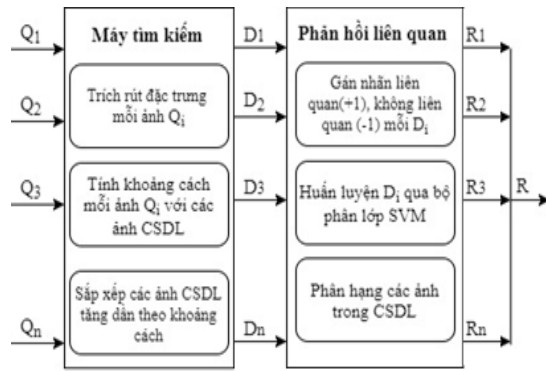 Q1
Q2
Q3
Qn
Máy tìm kiếm
Trích rút đặc trưng
mỗi ảnh Qi
Tính khoảng cách
mỗi ảnh Qi với các
ảnh CSDL
Sắp xếp các ảnh CSDL
tăng dần theo khoảng
cách
D1
D2
D3
Dn
Phản hồi liên quan
Gán nhãn liên
quan(+1), không liên
quan (-1) mỗi Di
Huấn luyện Di qua bộ
phân lớp SVM
Phân hạng các ảnh
trong CSDL
R1
R2
R3
Rn
R